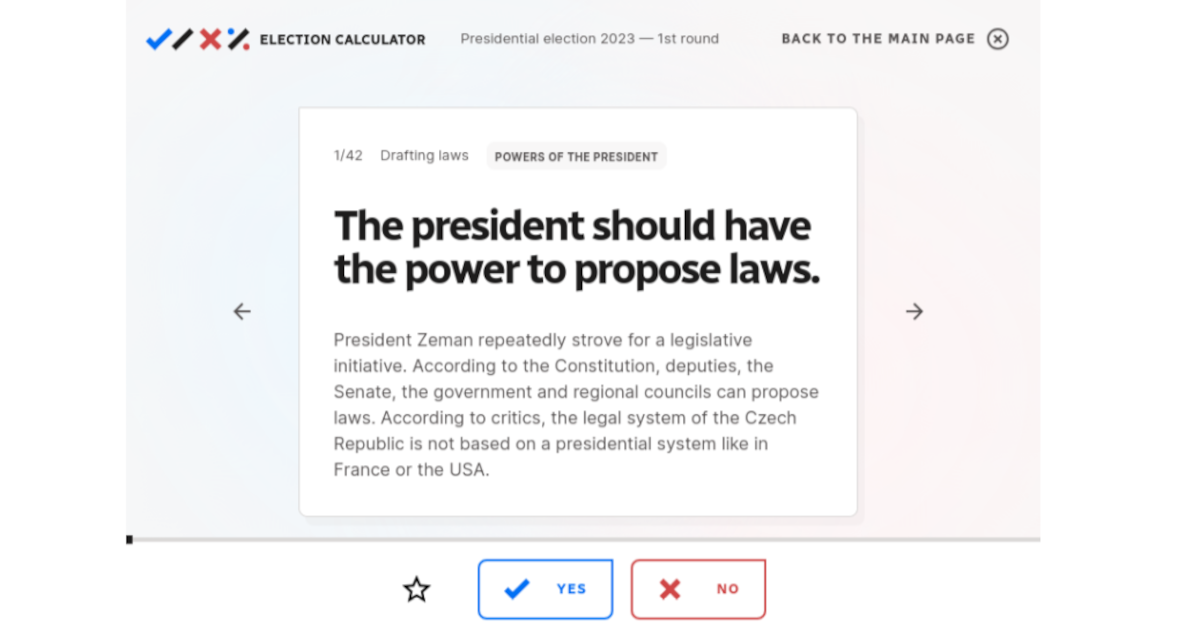 ELECTION CALCULATOR
Presidential election 2023 — 1st round
BACK TO THE MAIN PAGE
1/42 Drafting laws POWERS OF THE PRESIDENT
The president should have
the power to propose laws.
President Zeman repeatedly strove for a legislative
initiative. According to the Constitution, deputies, the
Senate, the government and regional councils can propose
laws. According to critics, the legal system of the Czech
Republic is not based on a presidential system like in
France or the USA.
YES
NO